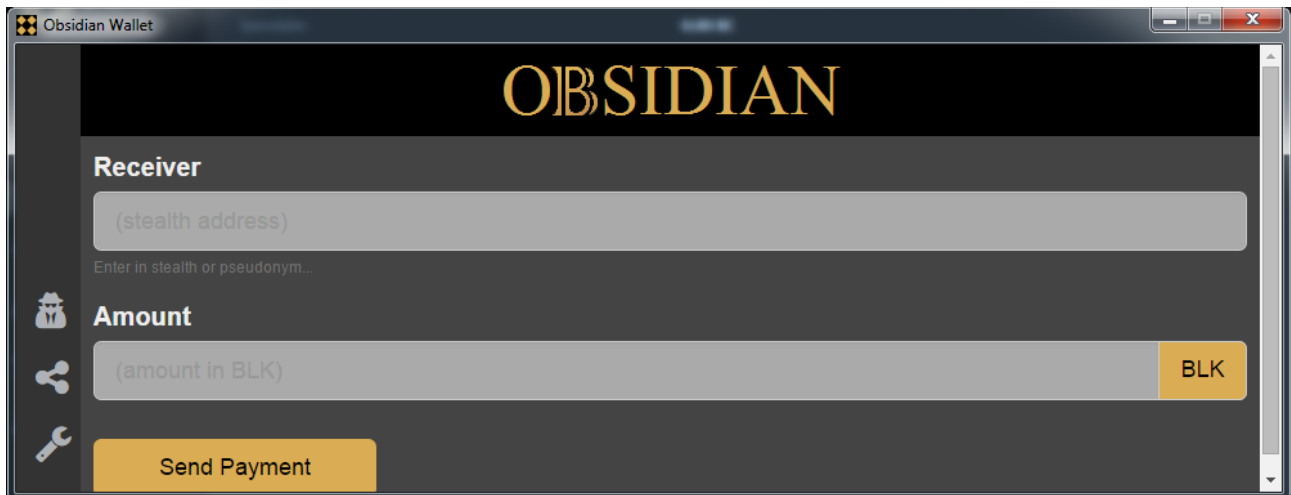 Obsidian Wallet
OBSIDIAN
Receiver
(stealth address)
Enter in stealth or pseudonym...
Amount
(amount in BLK)
BLK
Send Payment